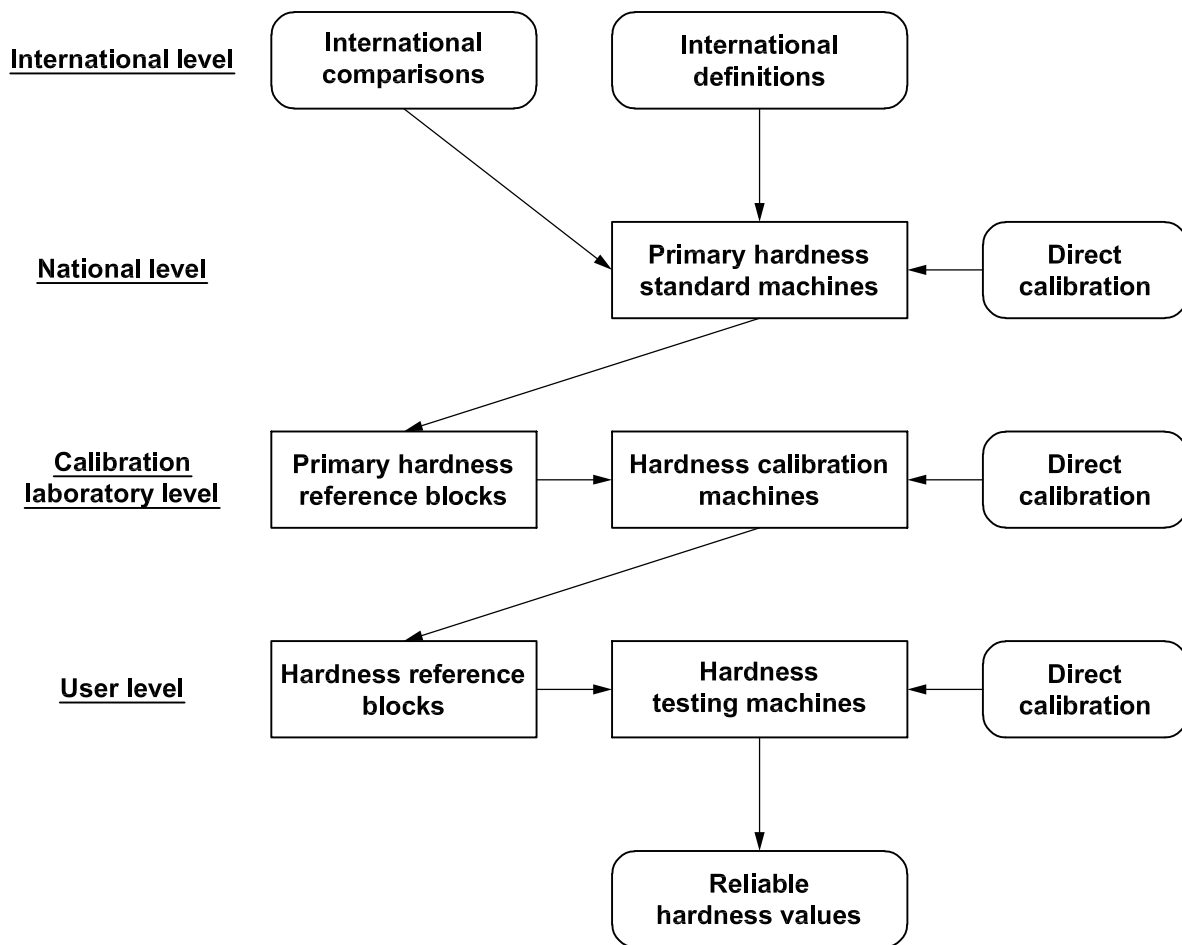 International level
International
comparisons
International
definitions
National level
Primary hardness
standard machines
Direct
calibration
Calibration
laboratory level
Primary hardness
reference blocks
Hardness calibration
machines
Direct
calibration
User level
Hardness reference
blocks
Hardness
testing machines
Direct
calibration
Reliable
hardness values